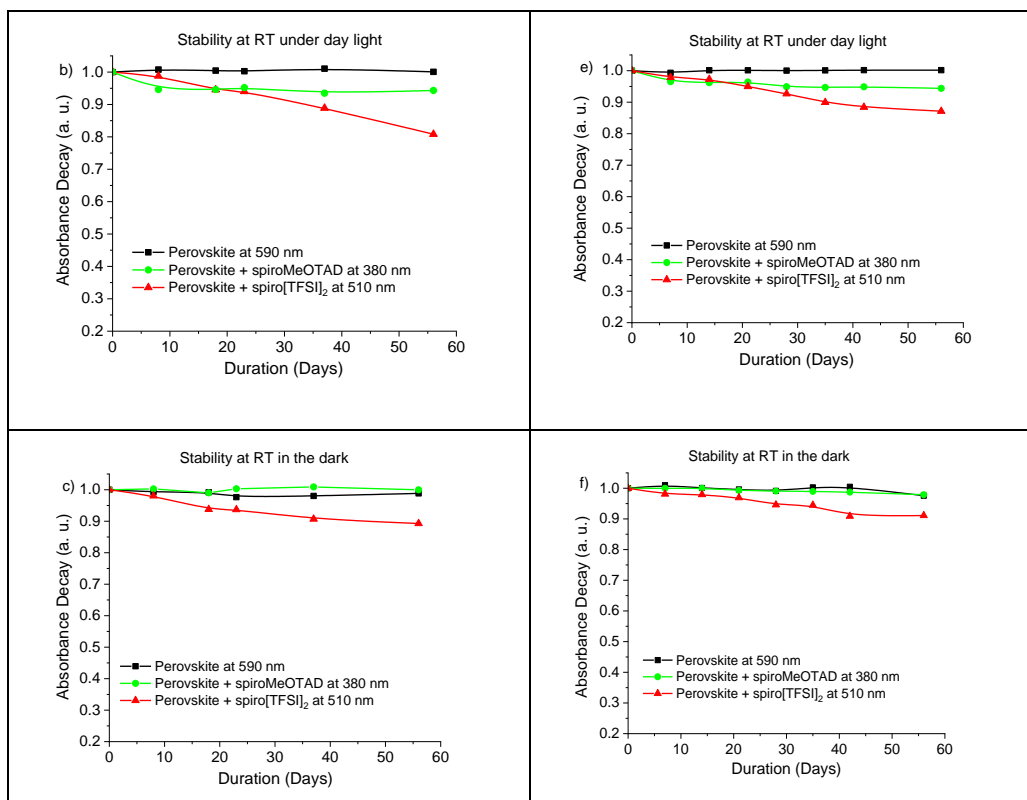 Stability at RT under day light
b)
1.0
0.9
0.8
0.7
0.6
0.5
0.4
0.3
0.2
Absorbance Decay (a. u.)
Perovskite at 590 nm
Perovskite + spiroMeOTAD at 380 nm
Perovskite + spiro[TFSI]₂ at 510 nm
0 10 20 30 40 50 60
Duration (Days)
Stability at RT under day light
e)
1.0
0.9
0.8
0.7
0.6
0.5
0.4
0.3
0.2
Absorbance Decay (a. u.)
Perovskite at 590 nm
Perovskite + spiroMeOTAD at 380 nm
Perovskite + spiro[TFSI]₂ at 510 nm
0 10 20 30 40 50 60
Duration (Days)
Stability at RT in the dark
c)
1.0
0.9
0.8
0.7
0.6
0.5
0.4
0.3
0.2
Absorbance Decay (a. u.)
Perovskite at 590 nm
Perovskite + spiroMeOTAD at 380 nm
Perovskite + spiro[TFSI]₂ at 510 nm
0 10 20 30 40 50 60
Duration (Days)
Stability at RT in the dark
f)
1.0
0.9
0.8
0.7
0.6
0.5
0.4
0.3
0.2
Absorbance Decay (a. u.)
Perovskite at 590 nm
Perovskite + spiroMeOTAD at 380 nm
Perovskite + spiro[TFSI]₂ at 510 nm
0 10 20 30 40 50 60
Duration (Days)